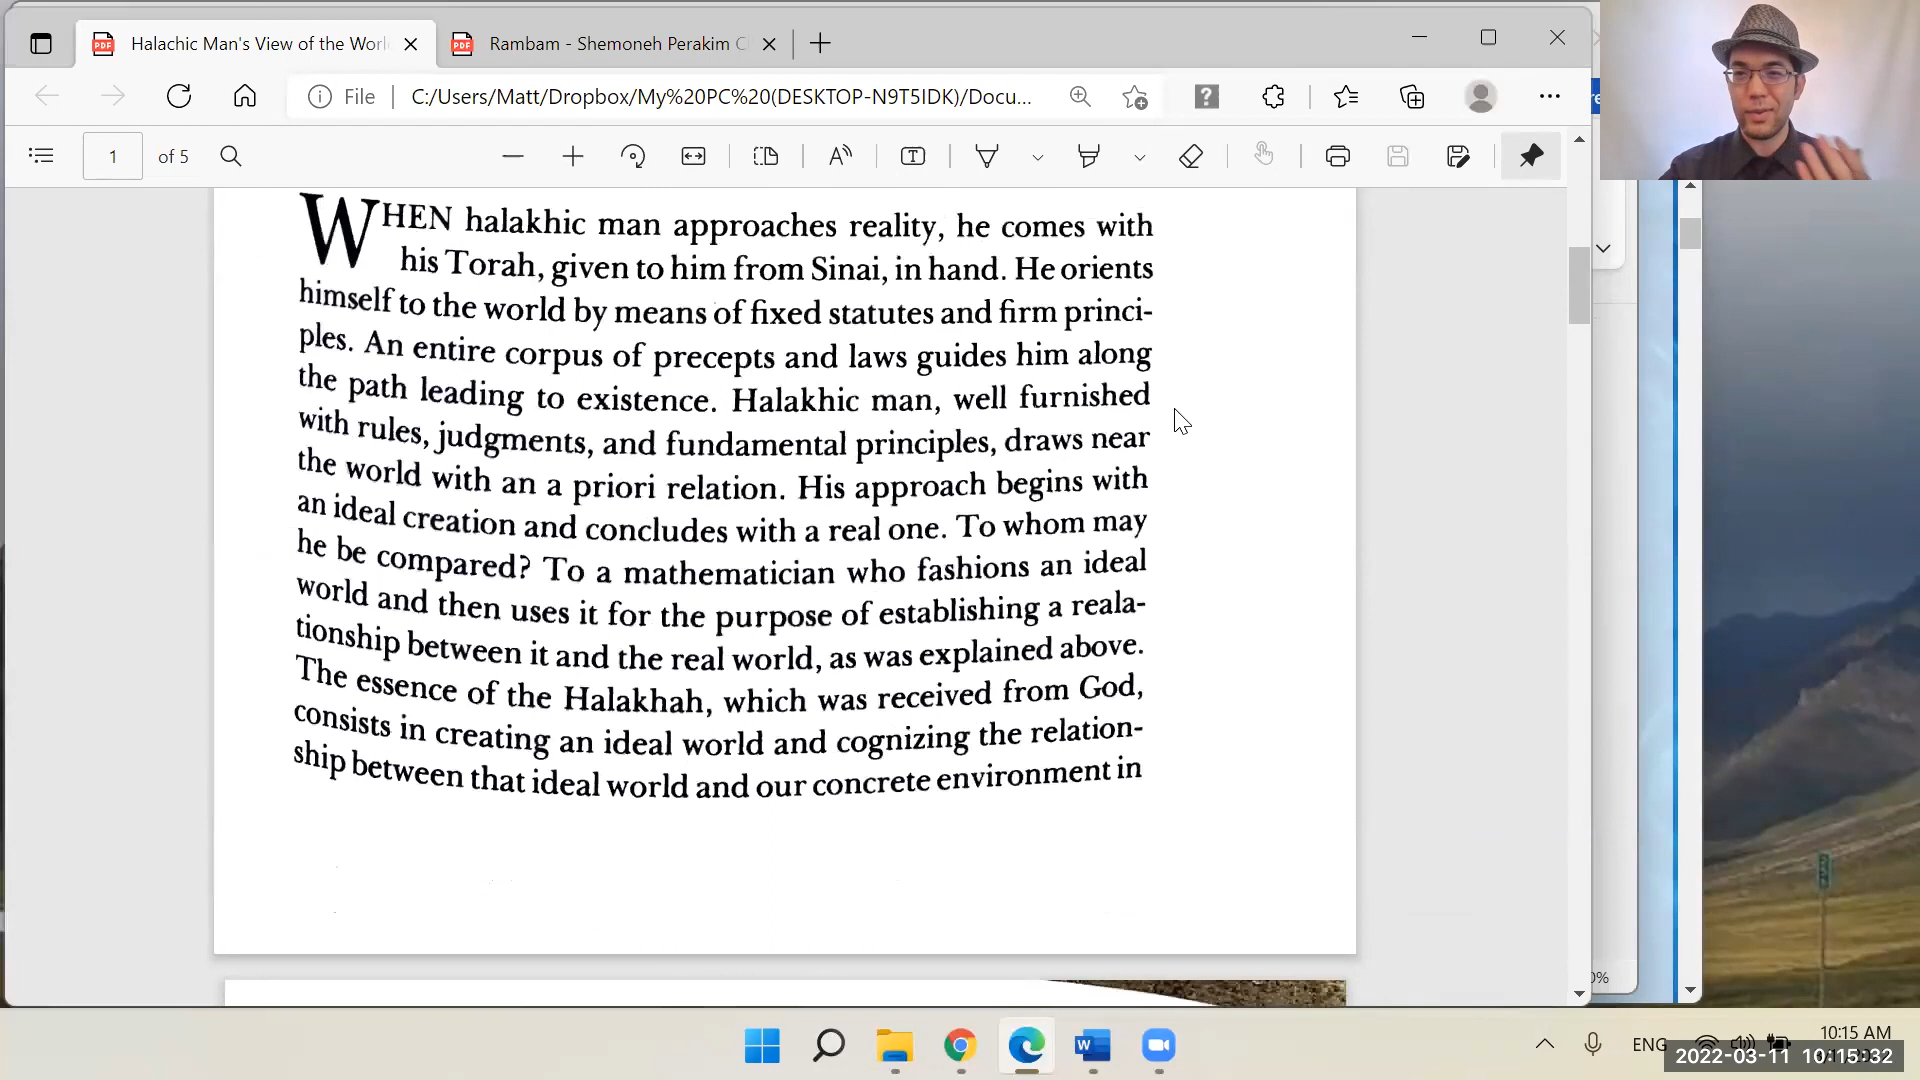 Halachic Man's View of the Worl
Rambam - Shemoneh Perakim C
File
C:/Users/Matt/Dropbox/My%20PC%20(DESKTOP-N9T5IDK)/Docu...
1 of 5
WHEN halakhic man approaches reality, he comes with
his Torah, given to him from Sinai, in hand. He orients
himself to the world by means of fixed statutes and firm princi-
ples. An entire corpus of precepts and laws guides him along
the path leading to existence. Halakhic man, well furnished
with rules, judgments, and fundamental principles, draws near
the world with an a priori relation. His approach begins with
an ideal creation and concludes with a real one. To whom may
he be compared? To a mathematician who fashions an ideal
world and then uses it for the purpose of establishing a reala-
tionship between it and the real world, as was explained above.
The essence of the Halakhah, which was received from God,
consists in creating an ideal world and cognizing the relation-
ship between that ideal world and our concrete environment in
0%
ENG
10:15 AM
2022-03-11 10:15:32